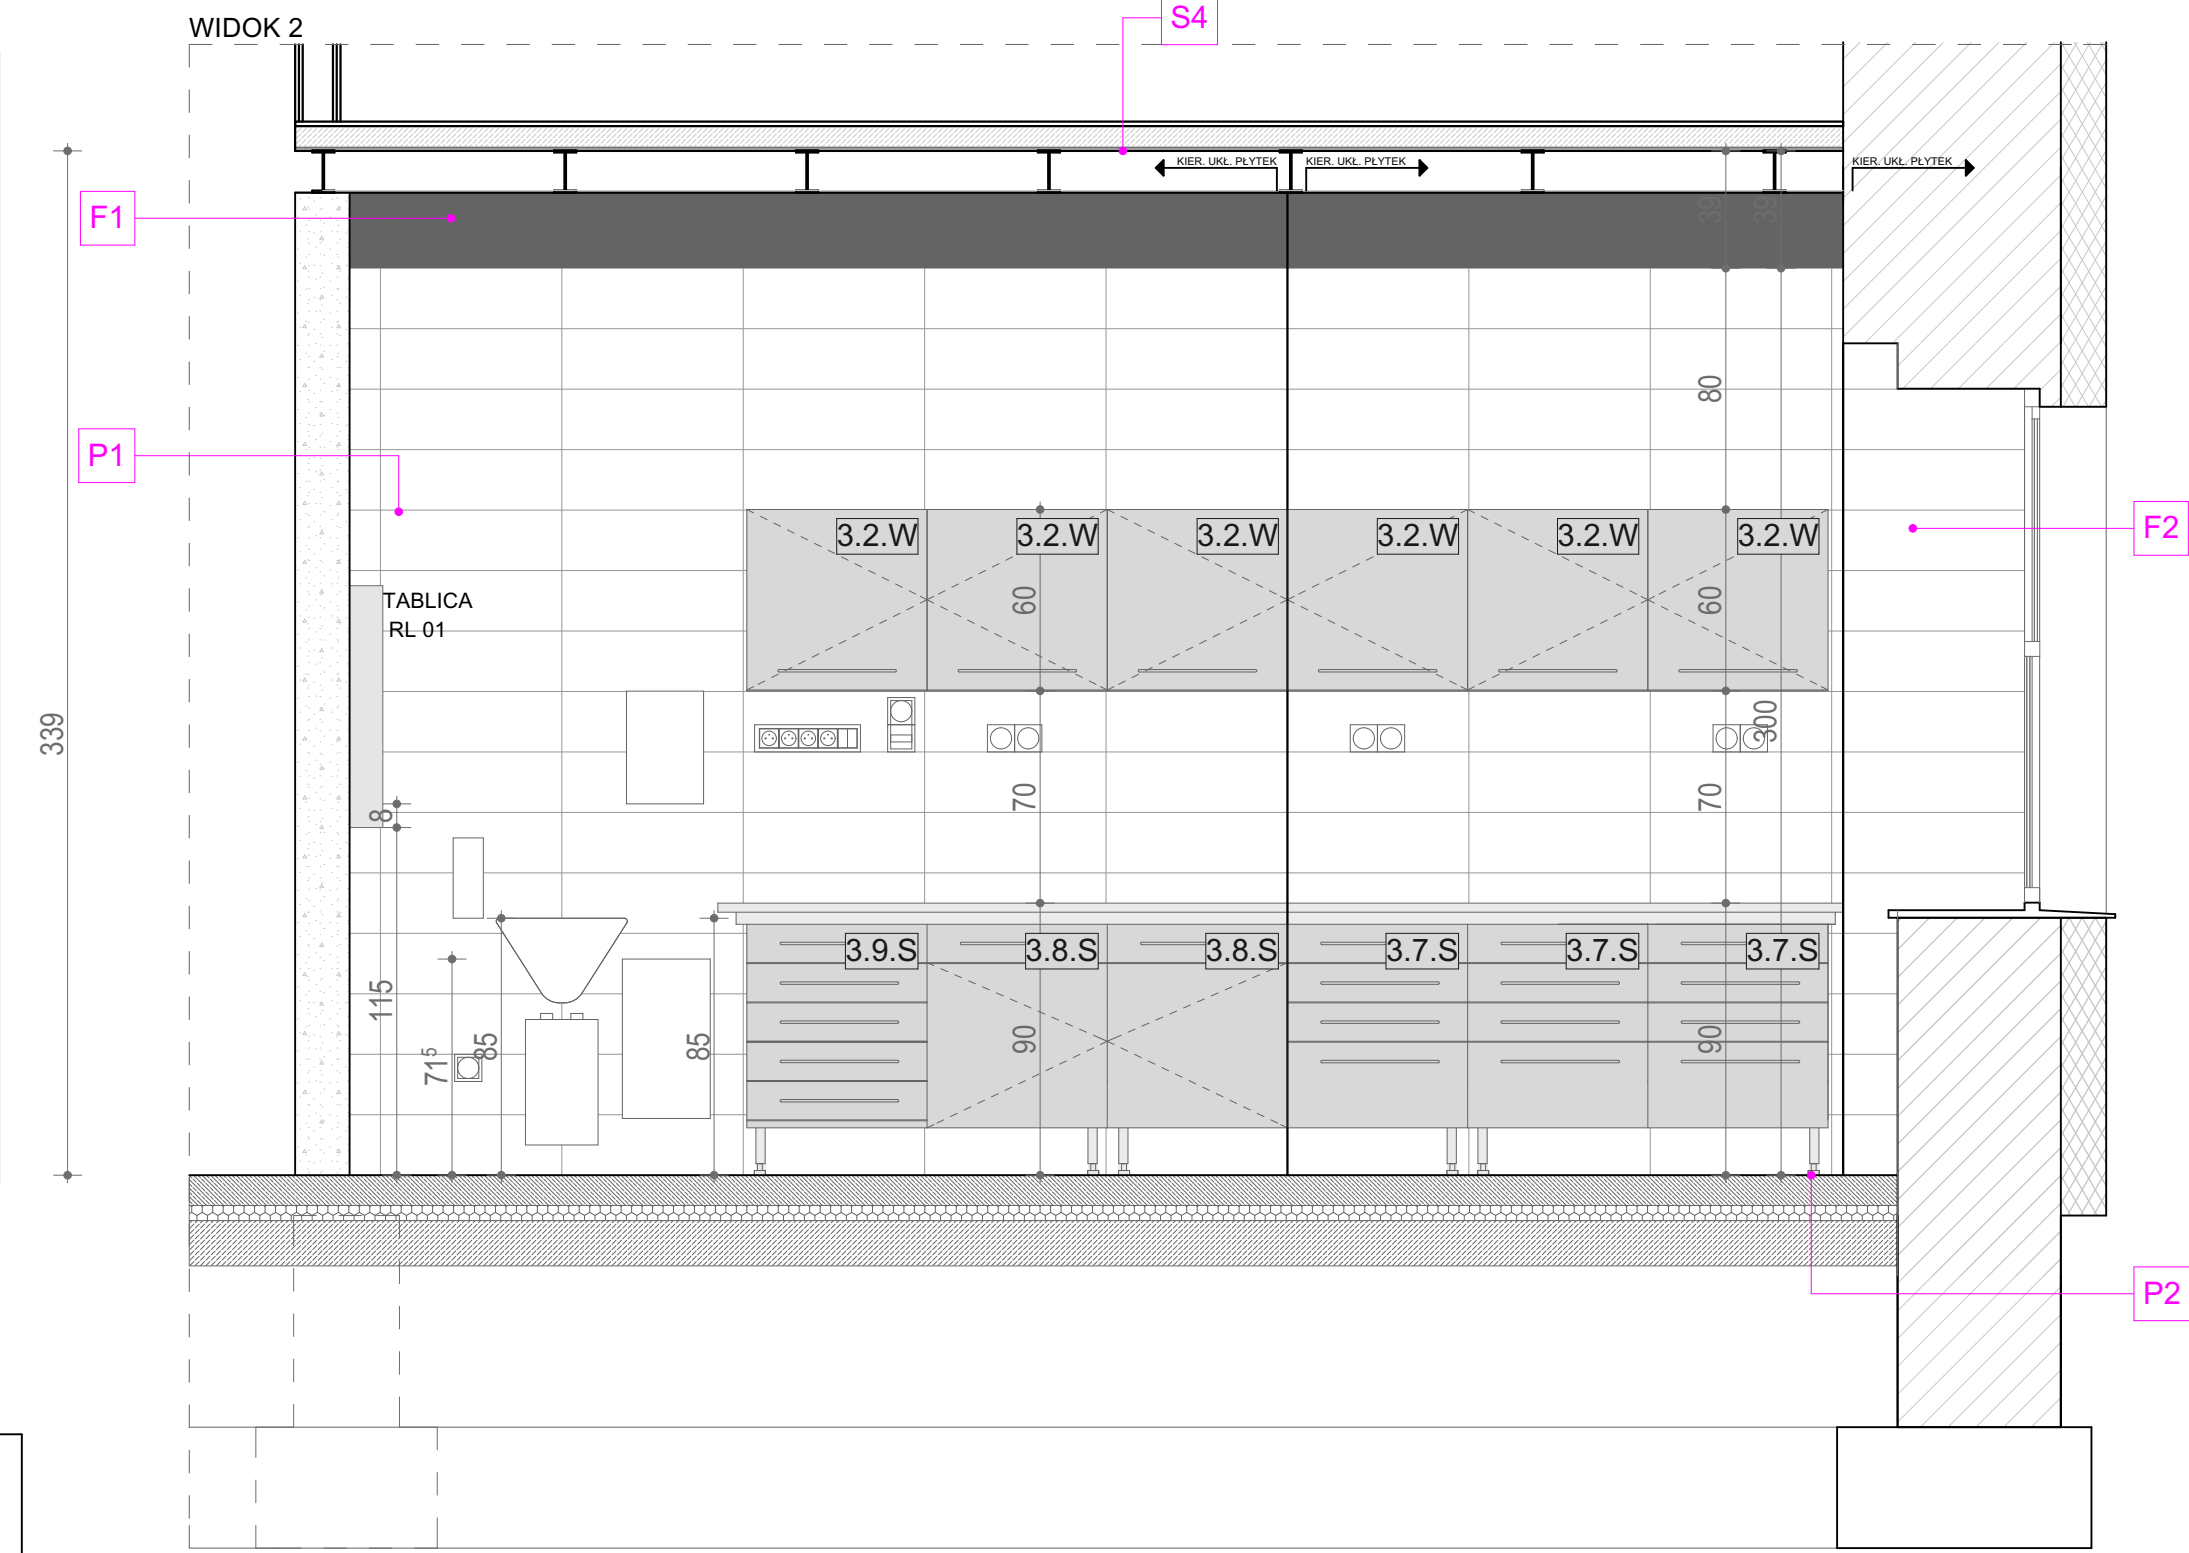 WIDOK 2
S4
KIER. UKŁ. PŁYTEK
KIER. UKŁ. PŁYTEK
KIER. UKŁ. PŁYTEK
F1
39
39
80
P1
3.2.W
3.2.W
3.2.W
3.2.W
3.2.W
3.2.W
F2
TABLICA
RL 01
60
60
339
300
8
70
70
3.9.S
3.8.S
3.8.S
3.7.S
3.7.S
3.7.S
115
71⁵
85
85
90
90
P2